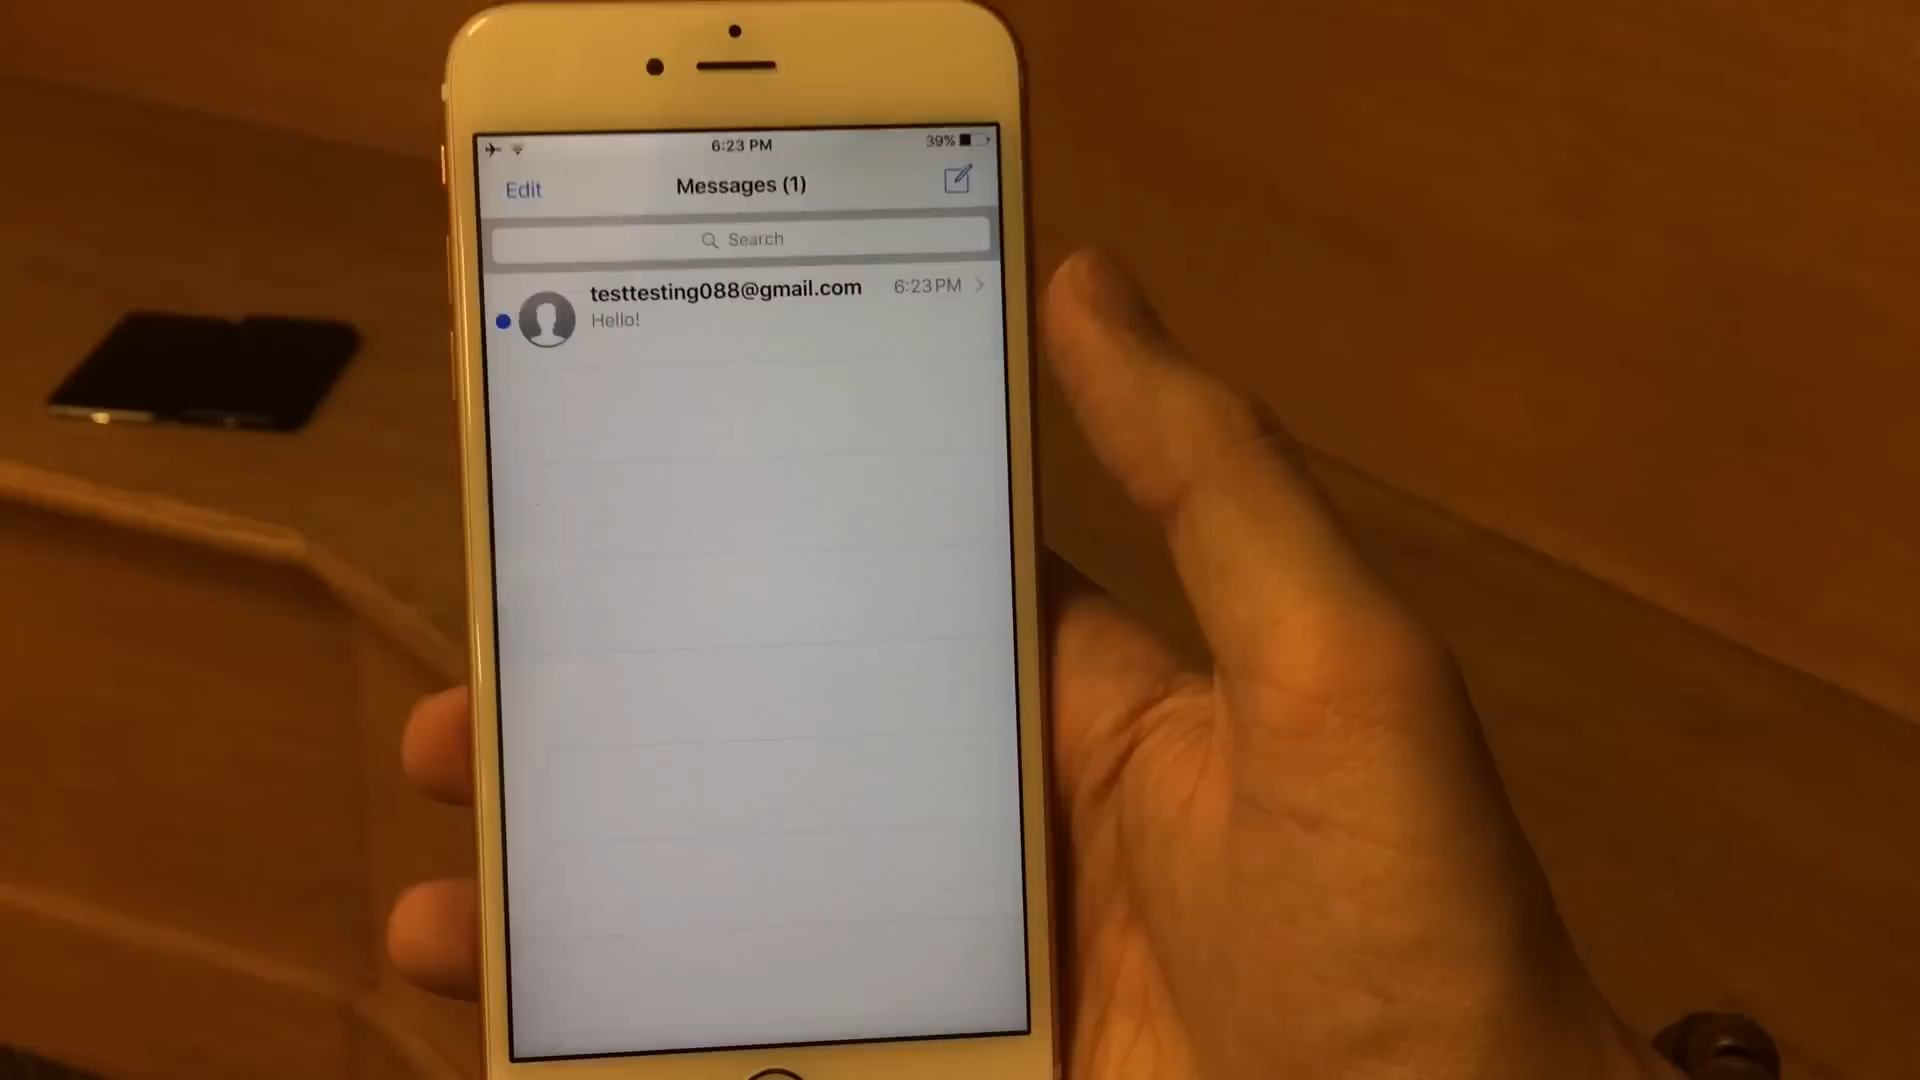 6:23 PM 39%
Edit Messages (1)
Search
testtesting088@gmail.com 6:23 PM
Hello!